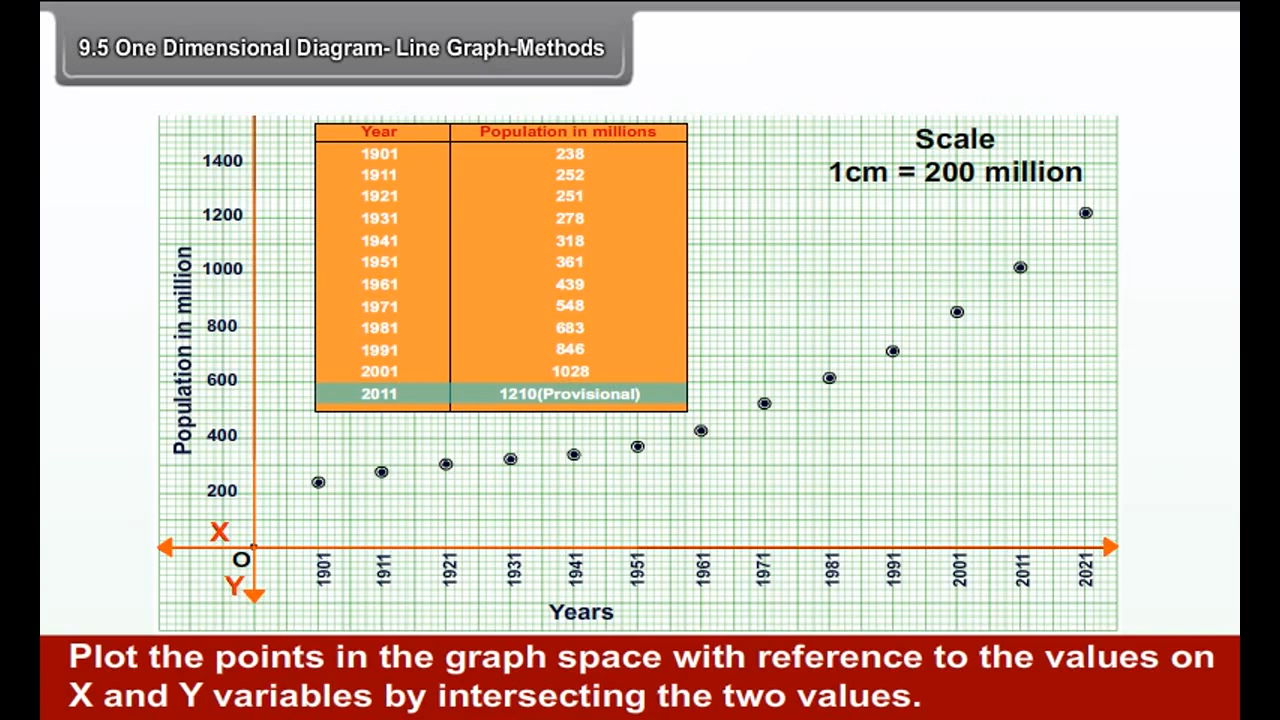 9.5 One Dimensional Diagram- Line Graph-Methods
Scale
1cm = 200 million
Year Population in millions
1901 238
1911 252
1921 251
1931 278
1941 318
1951 361
1961 439
1971 548
1981 683
1991 846
2001 1028
2011 1210(Provisional)
Population in million
1400
1200
1000
800
600
400
200
X
O
Y
1901 1911 1921 1931 1941 1951 1961 1971 1981 1991 2001 2011 2021
Years
Plot the points in the graph space with reference to the values on
X and Y variables by intersecting the two values.